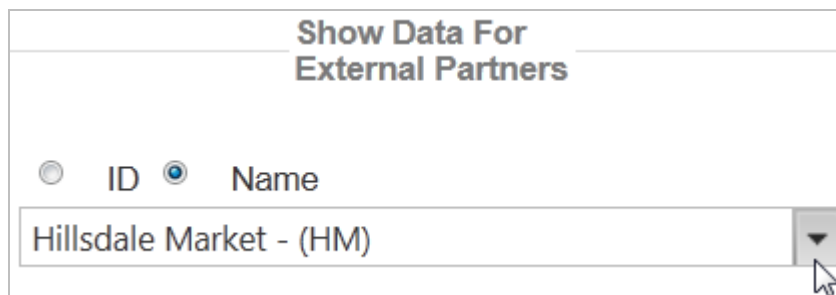 Show Data For
External Partners
ID Name
Hillsdale Market - (HM)